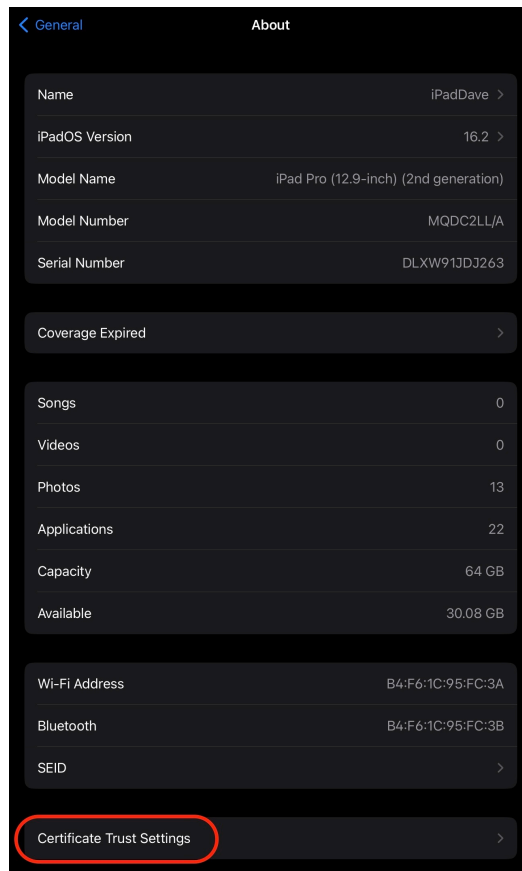 General
About
Name iPadDave
iPadOS Version 16.2
Model Name iPad Pro (12.9-inch) (2nd generation)
Model Number MQDC2LL/A
Serial Number DLXW91JDJ263
Coverage Expired
Songs 0
Videos 0
Photos 13
Applications 22
Capacity 64 GB
Available 30.08 GB
Wi-Fi Address B4:F6:1C:95:FC:3A
Bluetooth B4:F6:1C:95:FC:3B
SEID
Certificate Trust Settings